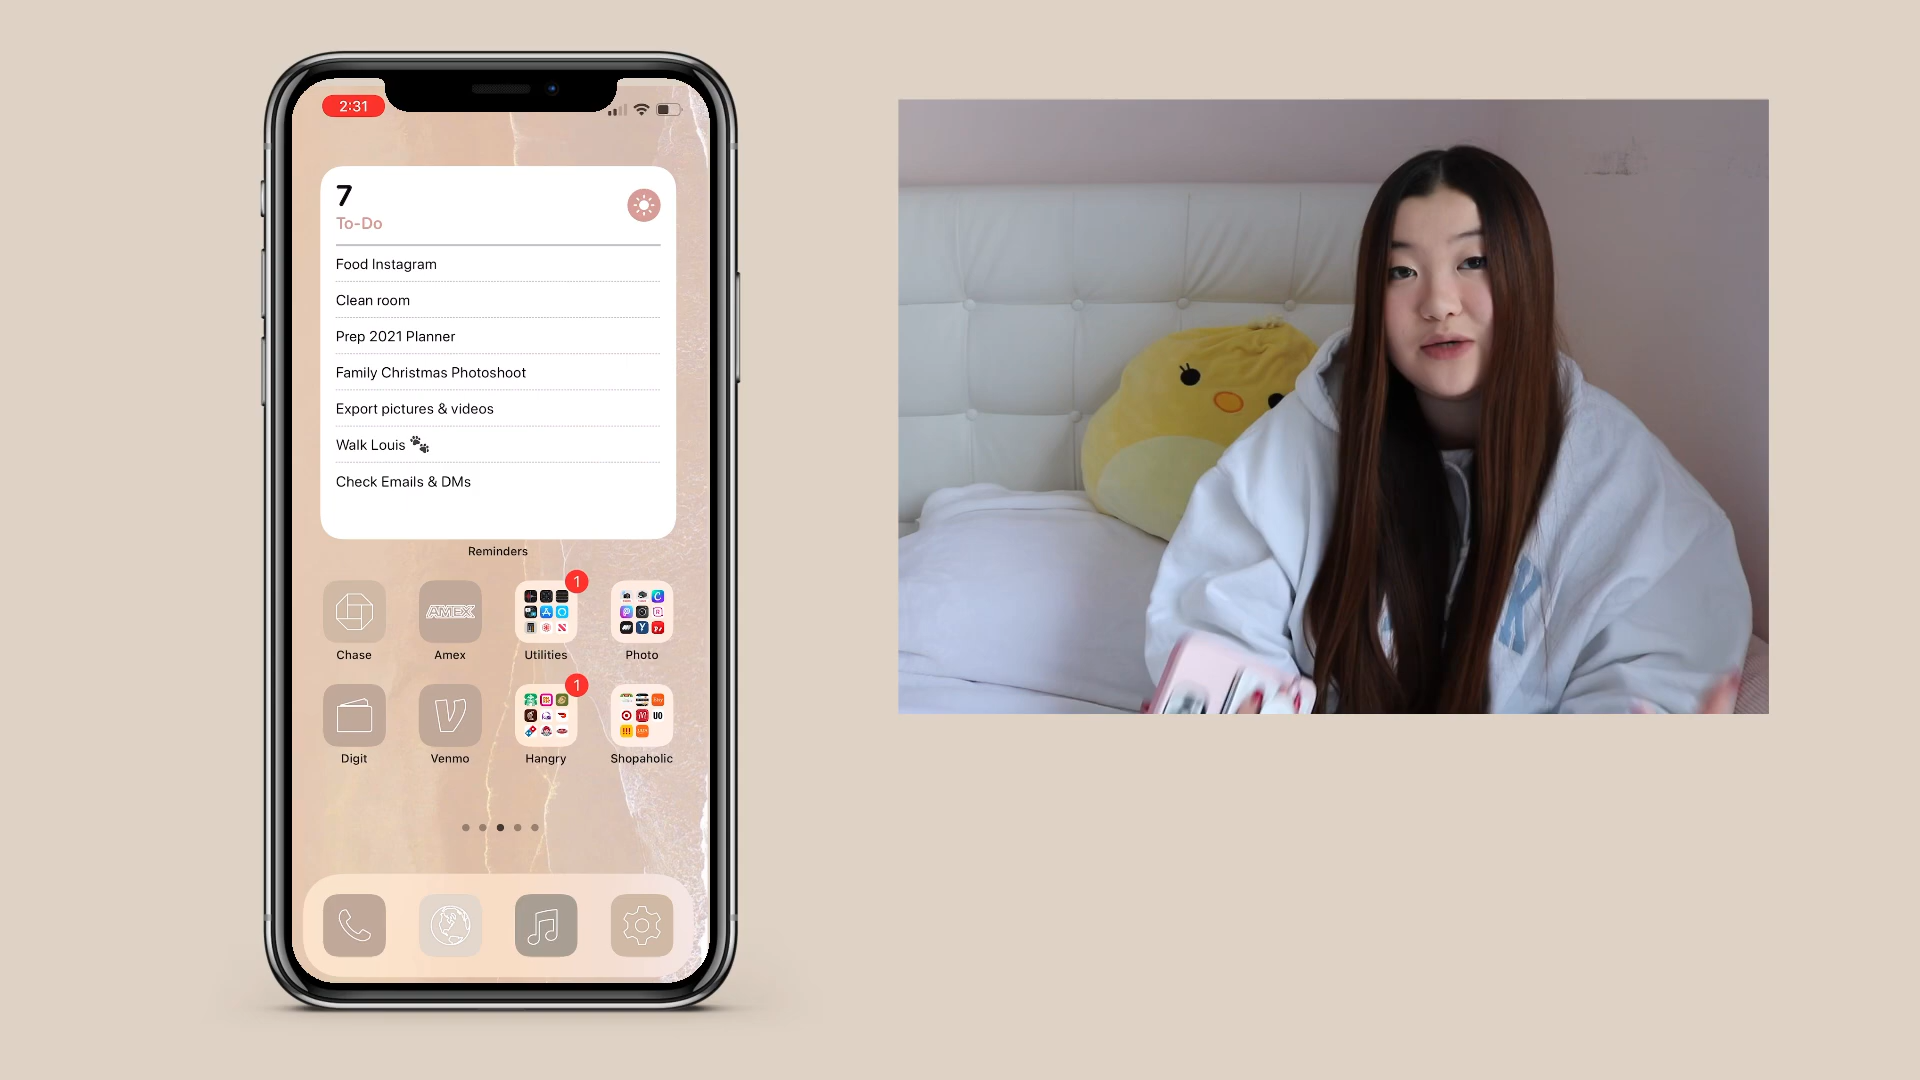 2:31
7
To-Do
Food Instagram
Clean room
Prep 2021 Planner
Family Christmas Photoshoot
Export pictures & videos
Walk Louis 🐾
Check Emails & DMs
Reminders
1
AMEX
Chase
Amex
Utilities
Photo
1
UO
Digit
Venmo
Hangry
Shopaholic
K